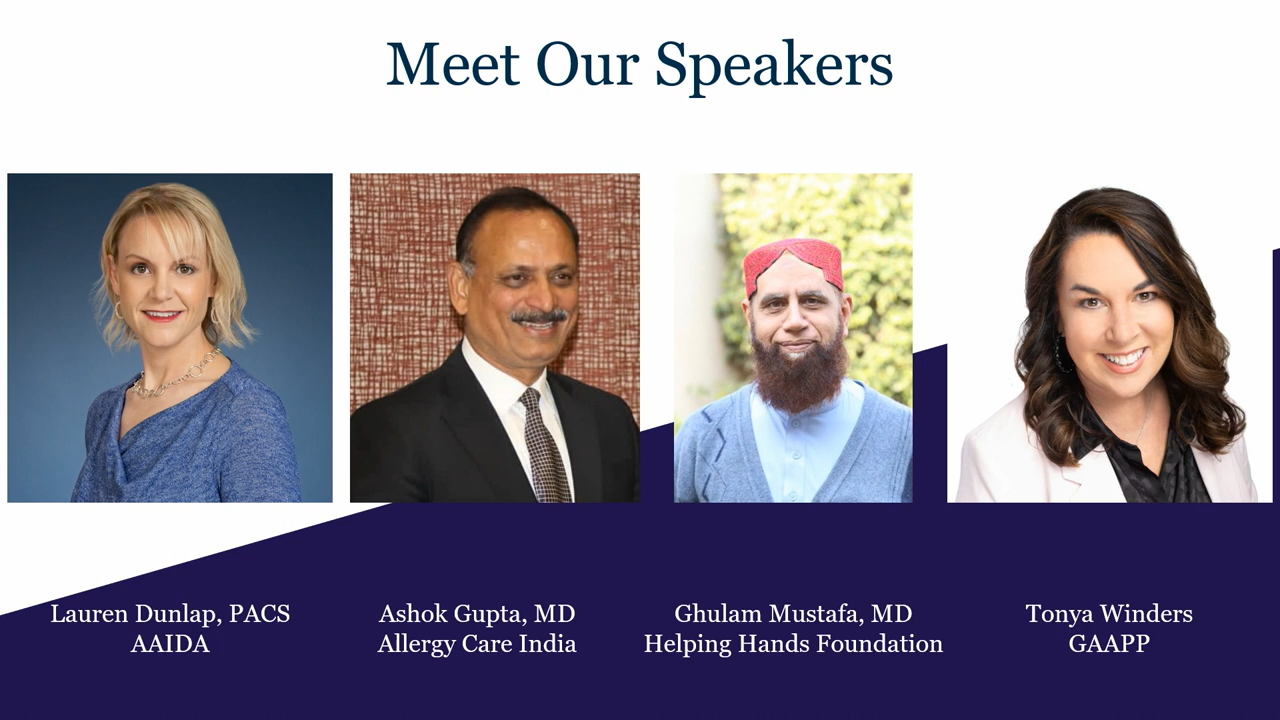 Meet Our Speakers
Lauren Dunlap, PACS
AAIDA
Ashok Gupta, MD
Allergy Care India
Ghulam Mustafa, MD
Helping Hands Foundation
Tonya Winders
GAAPP